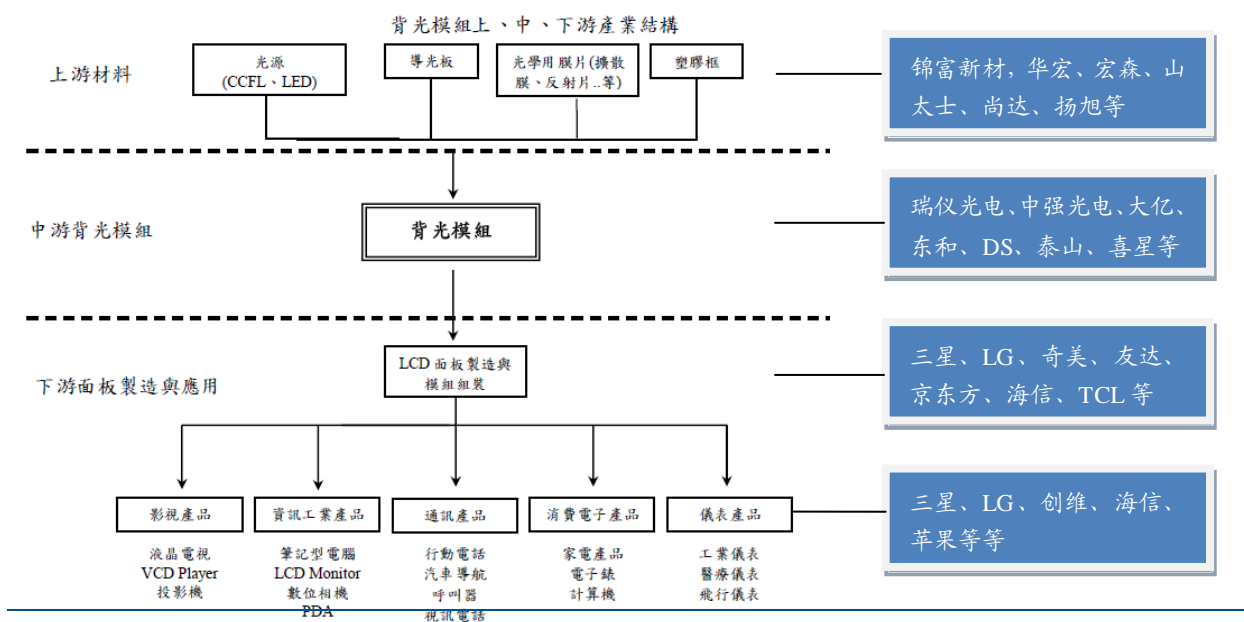 背光模組上、中、下游產業結構
上游材料
光源
(CCFL、LED)
導光板
光學用膜片(擴散
膜、反射片..等)
塑膠框
锦富新材, 华宏、宏森、山
太士、尚达、扬旭等
中游背光模組
背光模組
瑞仪光电、中强光电、大亿、
东和、DS、泰山、喜星等
下游面板製造與應用
LCD 面板製造與
模組組裝
三星、LG、奇美、友达、
京东方、海信、TCL 等
影視產品
資訊工業產品
通訊產品
消費電子產品
儀表產品
三星、LG、创维、海信、
苹果等等
液晶電視
VCD Player
投影機
筆記型電腦
LCD Monitor
數位相機
PDA
行動電話
汽車導航
呼叫器
視訊電話
家電產品
電子錶
計算機
工業儀表
醫療儀表
飛行儀表